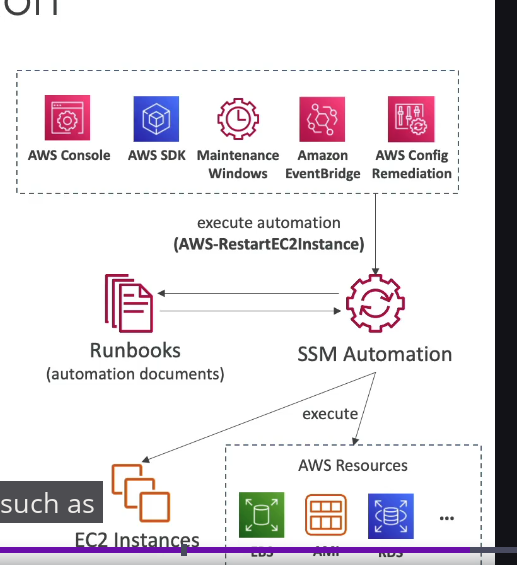 on
AWS Console
AWS SDK
Maintenance
Windows
Amazon
EventBridge
AWS Config
Remediation
execute automation
(AWS-RestartEC2Instance)
Runbooks
(automation documents)
SSM Automation
execute
AWS Resources
such as
EC2 Instances
...
EBS
AMI
RDS